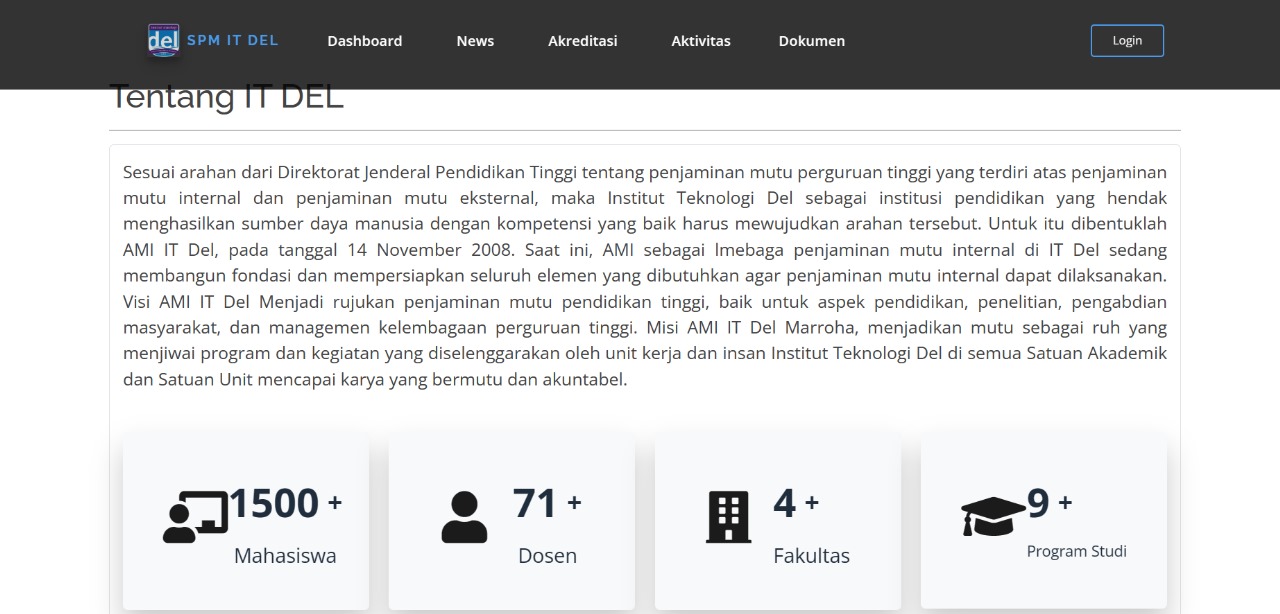 del SPM IT DEL Dashboard News Akreditasi Aktivitas Dokumen Login
Tentang IT DEL
Sesuai arahan dari Direktorat Jenderal Pendidikan Tinggi tentang penjaminan mutu perguruan tinggi yang terdiri atas penjaminan
mutu internal dan penjaminan mutu eksternal, maka Institut Teknologi Del sebagai institusi pendidikan yang hendak
menghasilkan sumber daya manusia dengan kompetensi yang baik harus mewujudkan arahan tersebut. Untuk itu dibentuklah
AMI IT Del, pada tanggal 14 November 2008. Saat ini, AMI sebagai lmebaga penjaminan mutu internal di IT Del sedang
membangun fondasi dan mempersiapkan seluruh elemen yang dibutuhkan agar penjaminan mutu internal dapat dilaksanakan.
Visi AMI IT Del Menjadi rujukan penjaminan mutu pendidikan tinggi, baik untuk aspek pendidikan, penelitian, pengabdian
masyarakat, dan managemen kelembagaan perguruan tinggi. Misi AMI IT Del Marroha, menjadikan mutu sebagai ruh yang
menjiwai program dan kegiatan yang diselenggarakan oleh unit kerja dan insan Institut Teknologi Del di semua Satuan Akademik
dan Satuan Unit mencapai karya yang bermutu dan akuntabel.
1500 +
Mahasiswa
71 +
Dosen
4 +
Fakultas
9 +
Program Studi